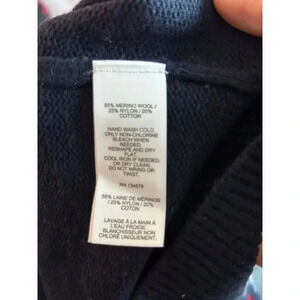 55% MERINO WOOL /
25% NYLON / 20%
COTTON
HAND WASH COLD.
ONLY NON-CHLORINE
BLEACH WHEN
NEEDED.
RESHAPE AND DRY
FLAT.
COOL IRON IF NEEDED.
OR DRY CLEAN.
DO NOT WRING OR
TWIST.
RN 134579
55% LAINE DE MÉRINOS
/ 25% NYLON / 20%
COTON
LAVAGE À LA MAIN À
L'EAU FROIDE.
BLANCHISSEUR NON
CHLORÉ UNIQUEMENT.